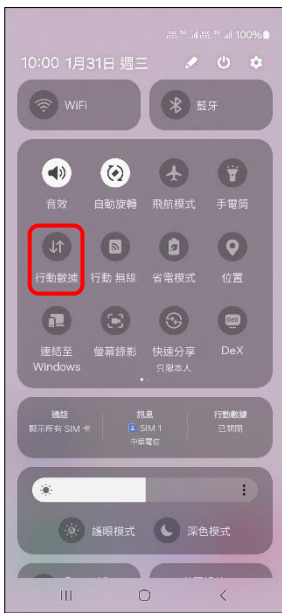 100%
10:00 1月31日 週三
WiFi
藍牙
音效
自動旋轉
飛航模式
手電筒
行動數據
行動 無線
省電模式
位置
連結至
Windows
螢幕錄影
快速分享
只限本人
DeX
DeX
通話
顯示所有 SIM 卡
訊息
1 SIM 1
中華電信
行動數據
已關閉
護眼模式
深色模式